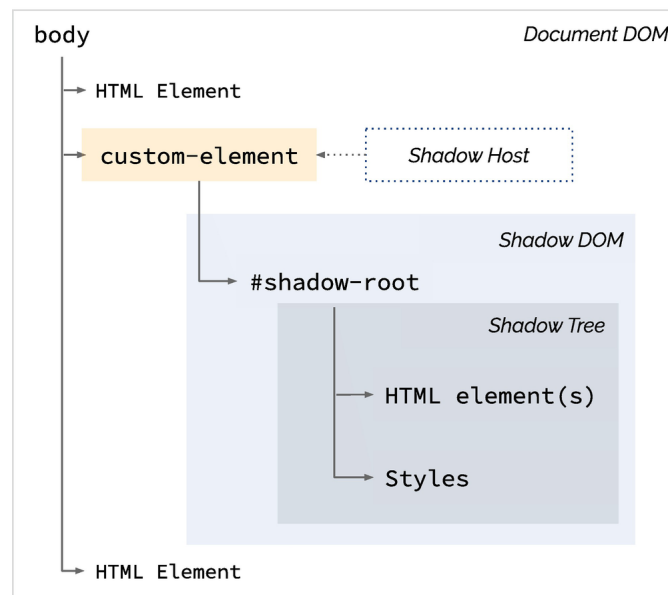 body
Document DOM
HTML Element
custom-element
Shadow Host
Shadow DOM
#shadow-root
Shadow Tree
HTML element(s)
Styles
HTML Element